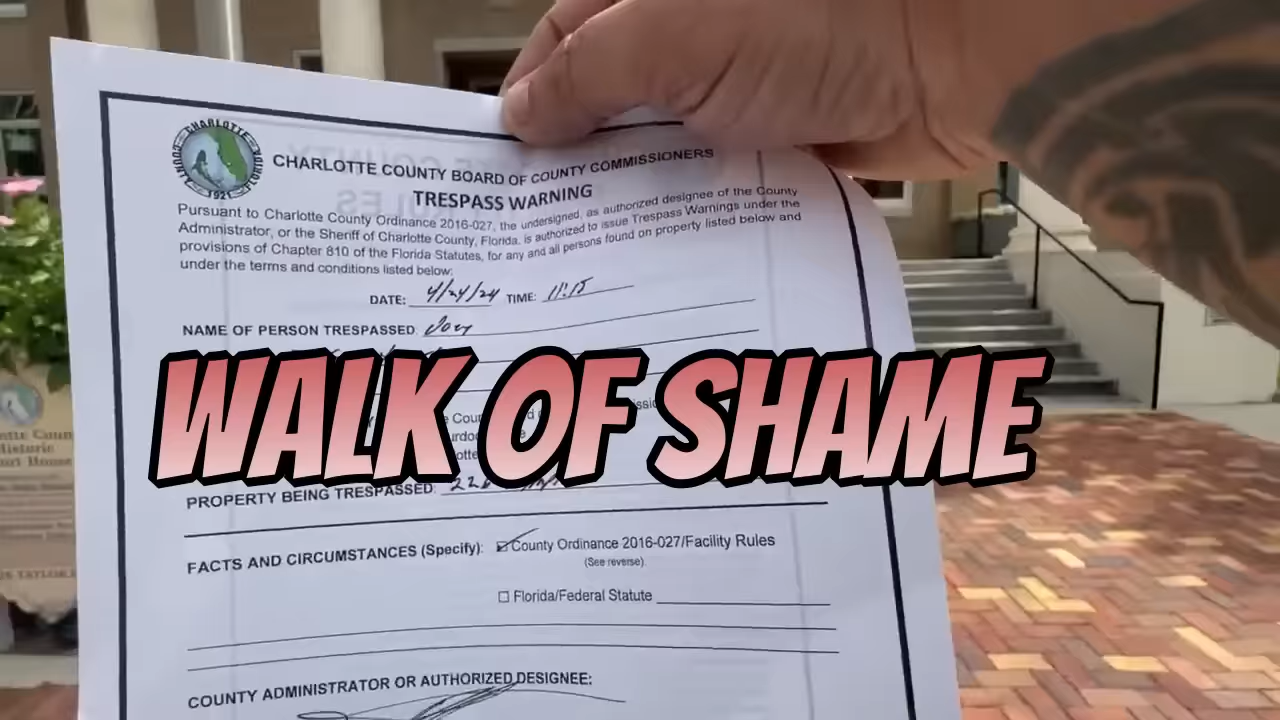 CHARLOTTE COUNTY FLORIDA
1921
CHARLOTTE COUNTY BOARD OF COUNTY COMMISSIONERS
TRESPASS WARNING
Pursuant to Charlotte County Ordinance 2016-027, the undersigned, as authorized designee of the County
Administrator, or the Sheriff of Charlotte County, Florida, is authorized to issue Trespass Warnings under the
provisions of Chapter 810 of the Florida Statutes, for any and all persons found on property listed below and
under the terms and conditions listed below:
DATE: 4/24/24 TIME: 11:15
NAME OF PERSON TRESPASSED:
WALK OF SHAME
PROPERTY BEING TRESPASSED:
FACTS AND CIRCUMSTANCES (Specify): County Ordinance 2016-027/Facility Rules
(See reverse)
Florida/Federal Statute
COUNTY ADMINISTRATOR OR AUTHORIZED DESIGNEE:
Historic